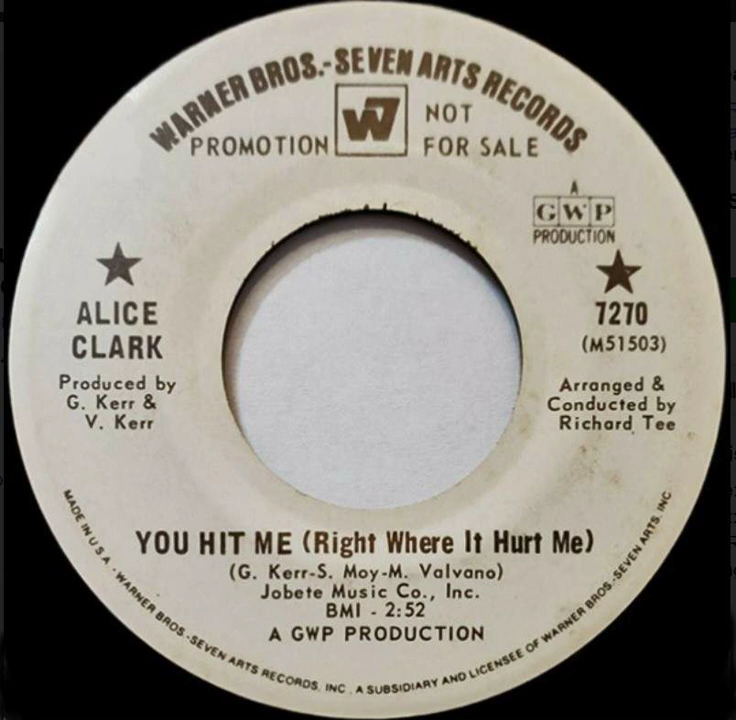 WARNER BROS.-SEVEN ARTS RECORDS
W7
PROMOTION NOT FOR SALE
A
GWP
PRODUCTION
ALICE
CLARK
Produced by
G. Kerr &
V. Kerr
7270
(M51503)
Arranged &
Conducted by
Richard Tee
YOU HIT ME (Right Where It Hurt Me)
(G. Kerr-S. Moy-M. Valvano)
Jobete Music Co., Inc.
BMI - 2:52
A GWP PRODUCTION
MADE IN U.S.A. - WARNER BROS.-SEVEN ARTS RECORDS, INC., A SUBSIDIARY AND LICENSEE OF WARNER BROS.-SEVEN ARTS, INC.